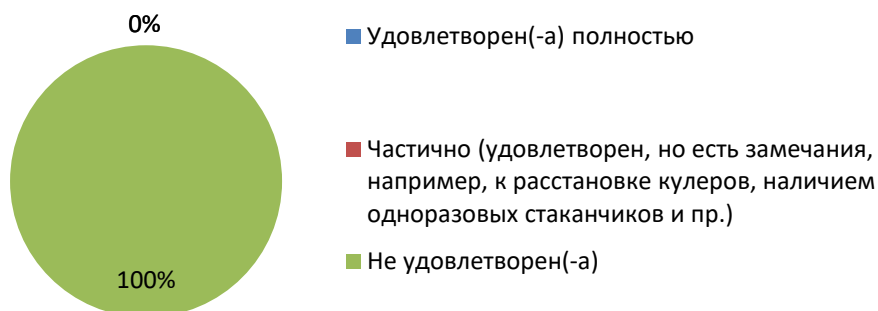 0%
Удовлетворен(-а) полностью
Частично (удовлетворен, но есть замечания,
например, к расстановке кулеров, наличием
одноразовых стаканчиков и пр.)
Не удовлетворен(-а)
100%